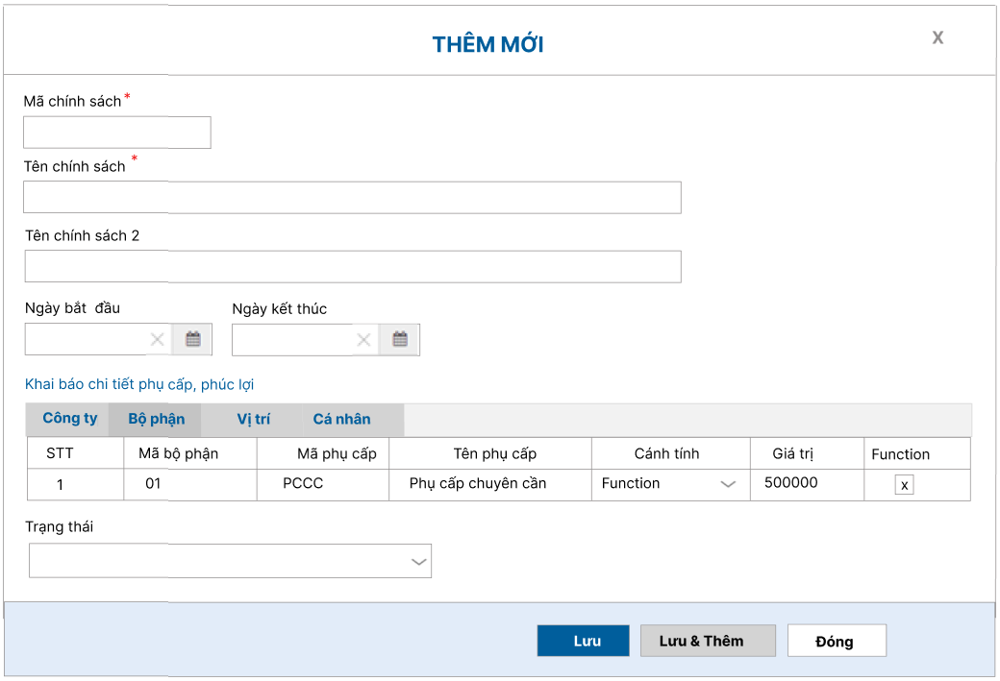 THÊM MỚI
X
Mã chính sách *
Tên chính sách *
Tên chính sách 2
Ngày bắt đầu Ngày kết thúc
Khai báo chi tiết phụ cấp, phúc lợi
Công ty Bộ phận Vị trí Cá nhân
STT Mã bộ phận Mã phụ cấp Tên phụ cấp Cánh tính Giá trị Function
1 01 PCCC Phụ cấp chuyên cần Function 500000 x
Trạng thái
Lưu Lưu & Thêm Đóng